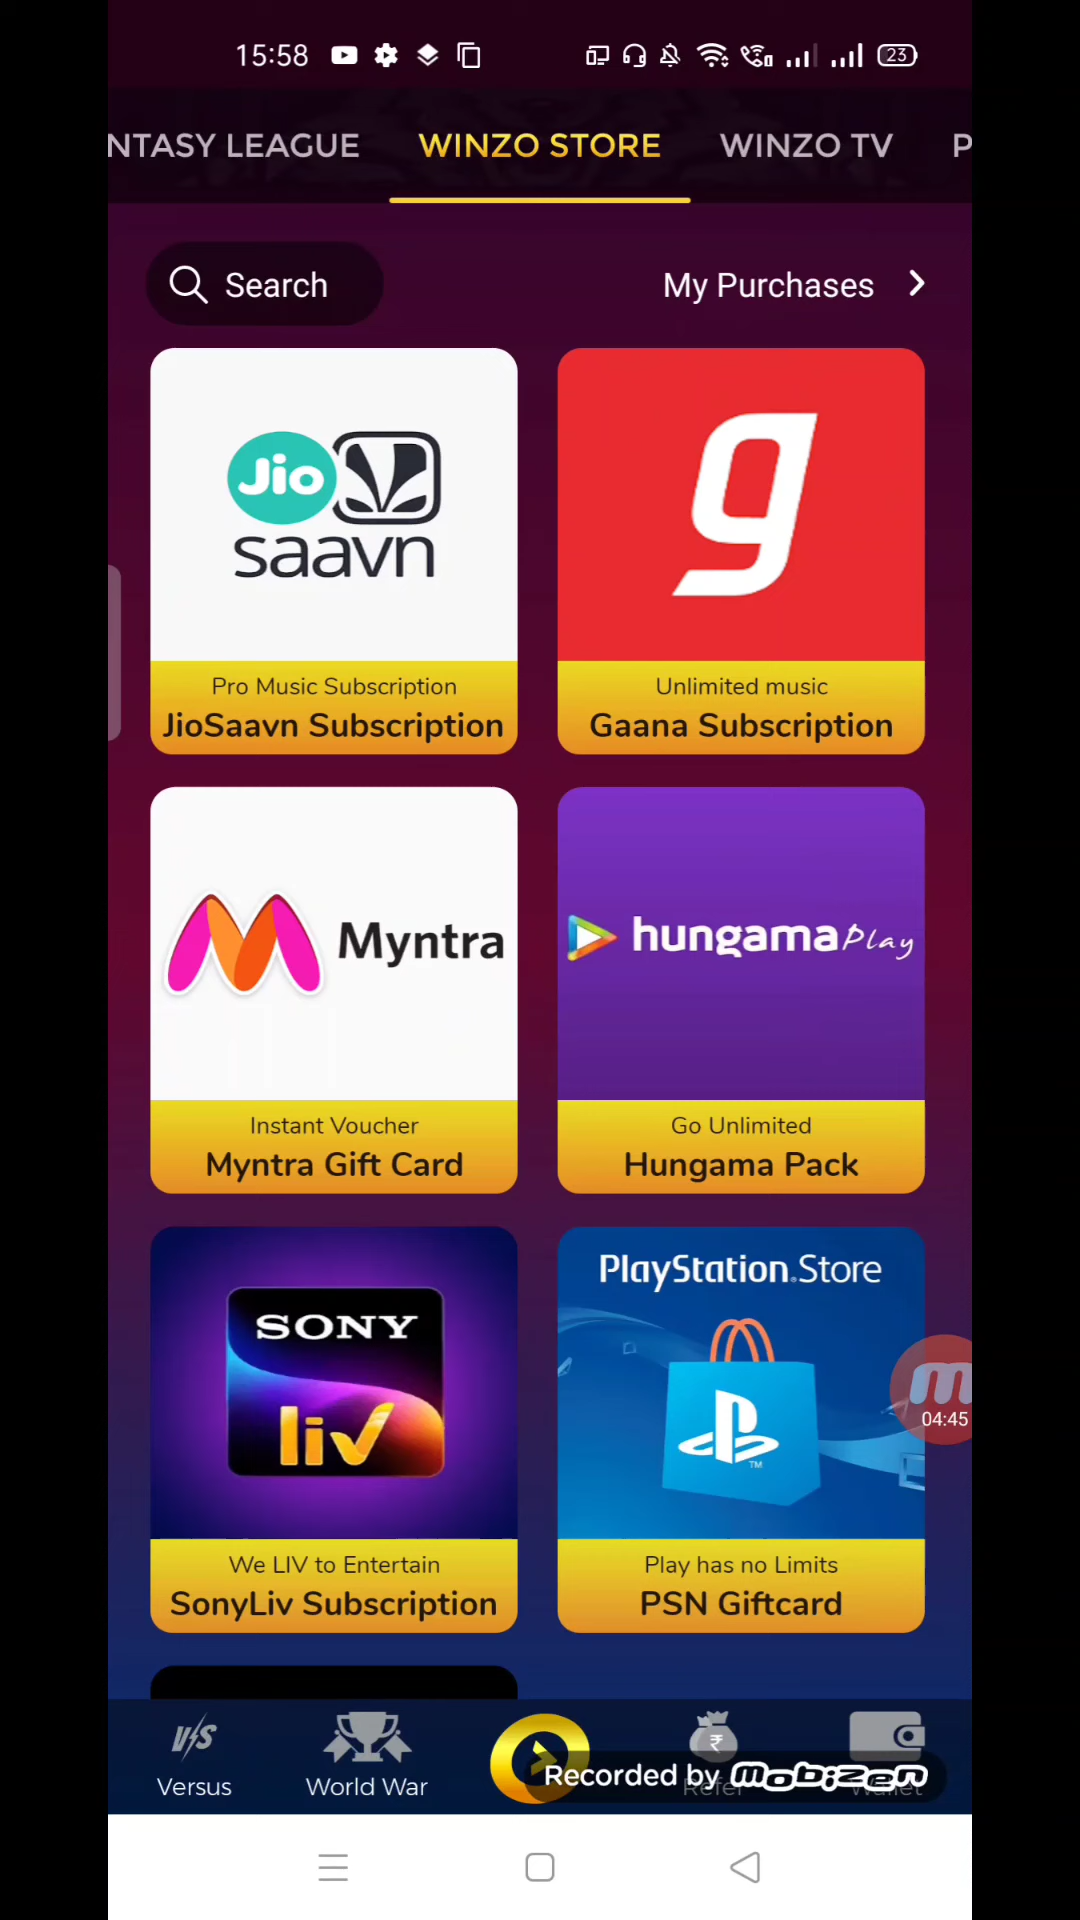 15:58
23
NTASY LEAGUE
WINZO STORE
WINZO TV
P
Search
My Purchases
Jio
saavn
g
Pro Music Subscription
JioSaavn Subscription
Unlimited music
Gaana Subscription
Myntra
hungama Play
Instant Voucher
Myntra Gift Card
Go Unlimited
Hungama Pack
SONY
liv
PlayStation.Store
TM
04:45
We LIV to Entertain
SonyLiv Subscription
Play has no Limits
PSN Giftcard
V/S
₹
Versus
World War
Refer
Wallet
Recorded by Mobizen